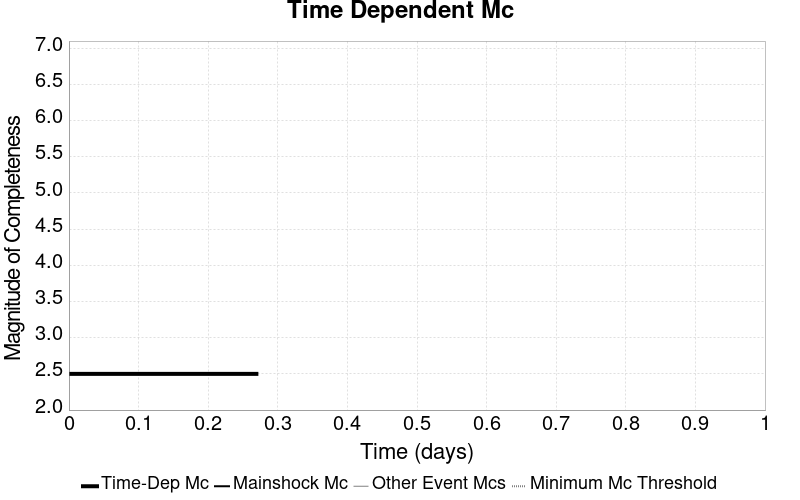 Time Dependent Mc
Magnitude of Completeness
7.0
6.5
6.0
5.5
5.0
4.5
4.0
3.5
3.0
2.5
2.0
0 0.1 0.2 0.3 0.4 0.5 0.6 0.7 0.8 0.9 1
Time (days)
Time-Dep Mc Mainshock Mc Other Event Mcs Minimum Mc Threshold